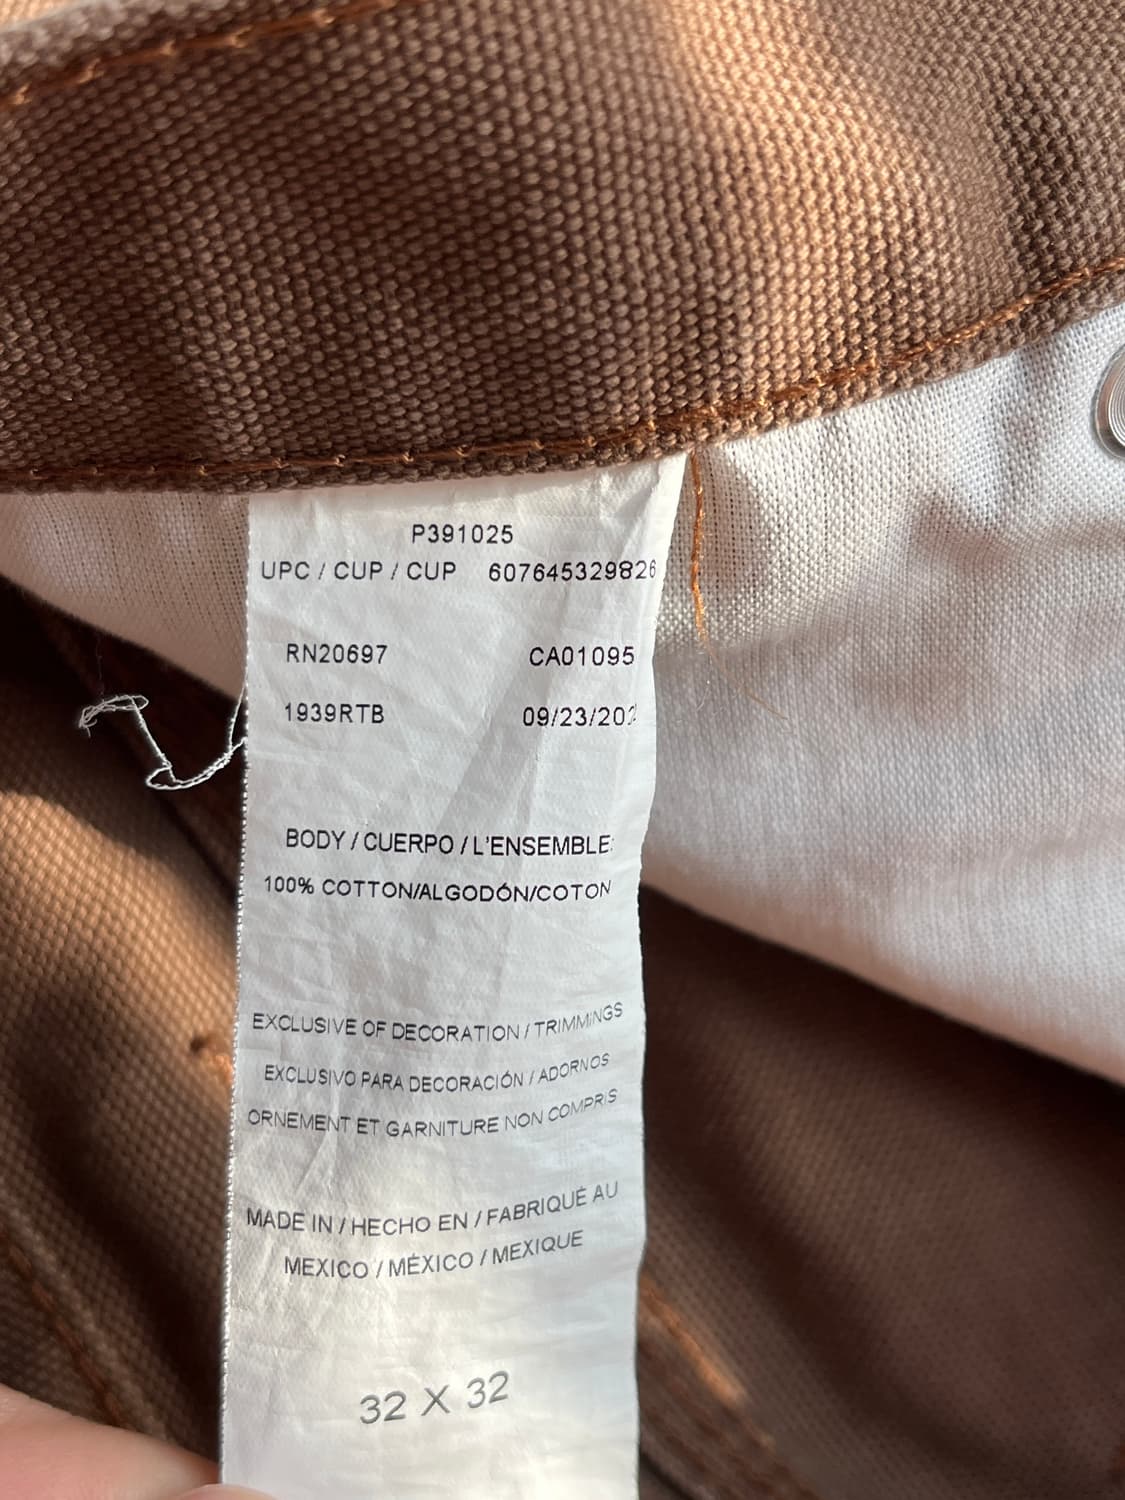 P391025
UPC / CUP / CUP 607645329826
RN20697 CA01095
1939RTB
BODY / CUERPO / L'ENSEMBLE:
100% COTTON/ALGODÓN/COTON
EXCLUSIVE OF DECORATION / TRIMMINGS
EXCLUSIVO PARA DECORACIÓN / ADORNOS
ORNEMENT ET GARNITURE NON COMPRIS
MADE IN / HECHO EN / FABRIQUÉ AU
MEXICO / MÉXICO / MEXIQUE
32 X 32